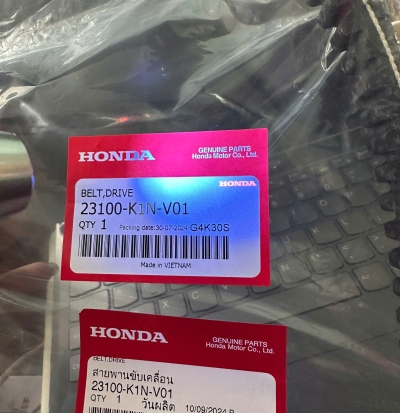 HONDA
GENUINE PARTS
Honda Motor Co., Ltd.
HONDA
BELT,DRIVE
23100-K1N-V01
QTY 1 Packing date:30-07-2024 G4K30S
Made in VIETNAM
HONDA
GENUINE PARTS
Honda Motor Co., Ltd.
BELT,DRIVE
สายพานขับเคลื่อน
23100-K1N-V01
QTY 1 วันผลิต 10/09/2024